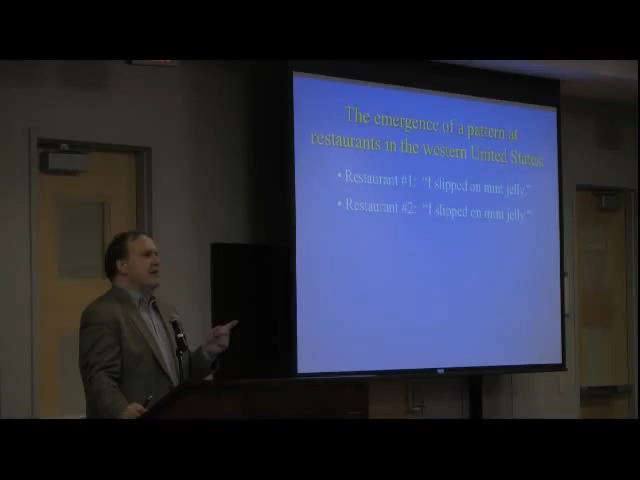 The emergence of a pattern at
restaurants in the western United States:
• Restaurant #1: "I slipped on mint jelly."
• Restaurant #2: "I slipped on mint jelly."